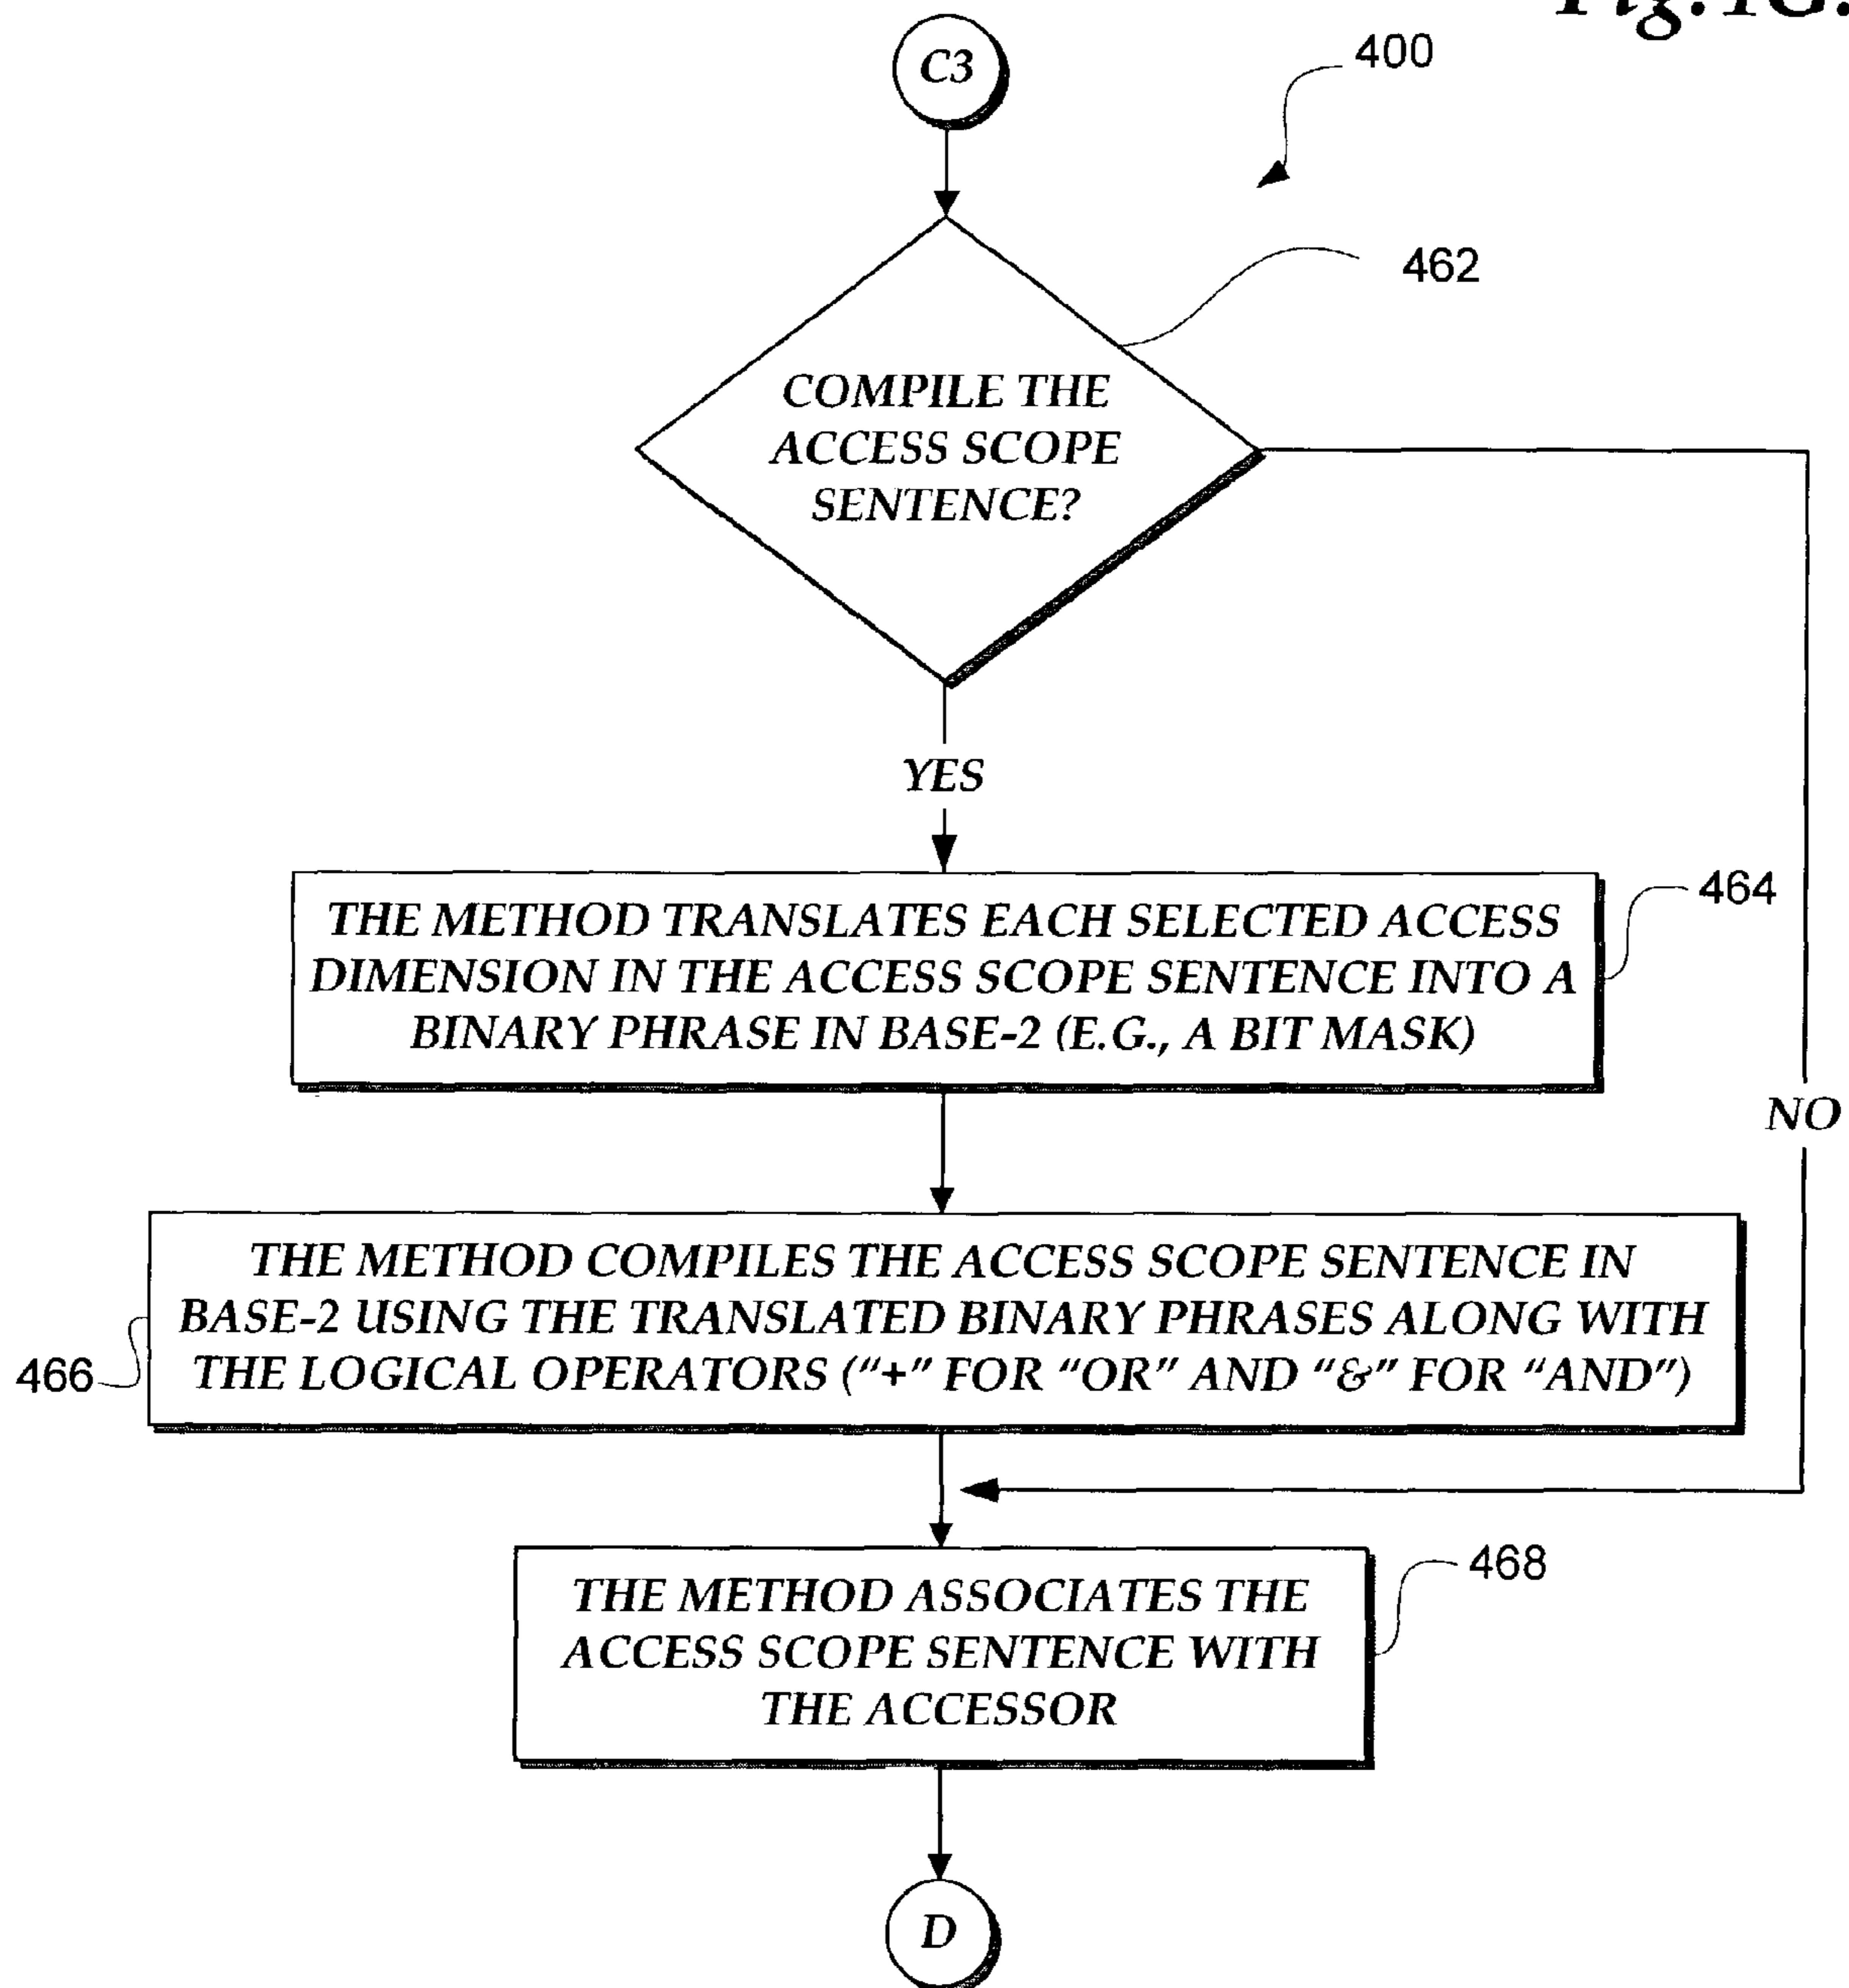 C3
400
462
COMPILE THE
ACCESS SCOPE
SENTENCE?
YES
THE METHOD TRANSLATES EACH SELECTED ACCESS
DIMENSION IN THE ACCESS SCOPE SENTENCE INTO A
BINARY PHRASE IN BASE-2 (E.G., A BIT MASK)
464
NO
THE METHOD COMPILES THE ACCESS SCOPE SENTENCE IN
BASE-2 USING THE TRANSLATED BINARY PHRASES ALONG WITH
THE LOGICAL OPERATORS ("+" FOR "OR" AND "&" FOR "AND")
466
THE METHOD ASSOCIATES THE
ACCESS SCOPE SENTENCE WITH
THE ACCESSOR
468
D